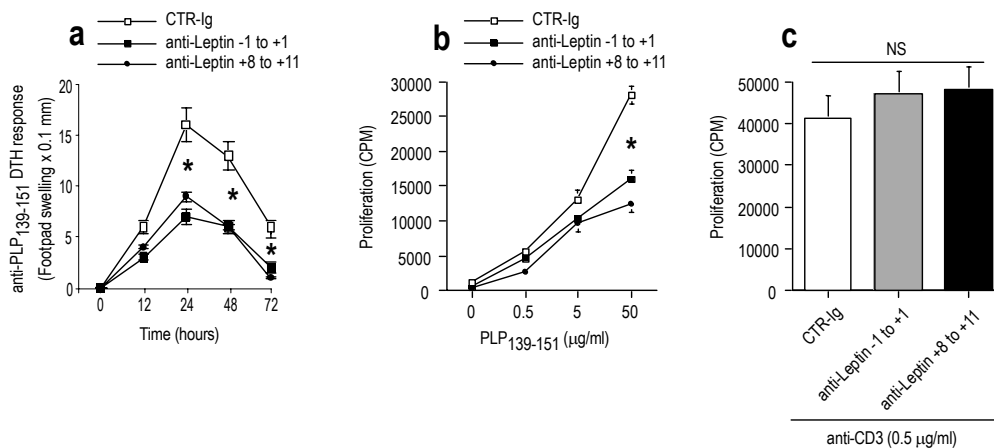 a
CTR-Ig
anti-Leptin -1 to +1
anti-Leptin +8 to +11
anti-PLP139-151 DTH response
(Footpad swelling x 0.1 mm)
20
15
10
5
0
*
*
*
0 12 24 48 72
Time (hours)
b
CTR-Ig
anti-Leptin -1 to +1
anti-Leptin +8 to +11
Proliferation (CPM)
30000
25000
20000
15000
10000
5000
0
*
0 0.5 5 50
PLP139-151 (μg/ml)
c
NS
Proliferation (CPM)
50000
40000
30000
20000
10000
0
CTR-Ig
anti-Leptin -1 to +1
anti-Leptin +8 to +11
anti-CD3 (0.5 μg/ml)